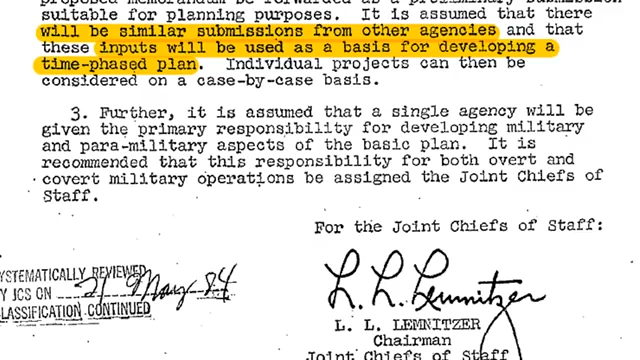 proposed memorandum be forwarded as a preliminary submission
suitable for planning purposes. It is assumed that there
will be similar submissions from other agencies and that
these inputs will be used as a basis for developing a
time-phased plan. Individual projects can then be
considered on a case-by-case basis.
3. Further, it is assumed that a single agency will be
given the primary responsibility for developing military
and para-military aspects of the basic plan. It is
recommended that this responsibility for both overt and
covert military operations be assigned the Joint Chiefs of
Staff.
For the Joint Chiefs of Staff:
YSTEMATICALLY REVIEWED
Y JCS ON 21 May 84
LASSIFICATION CONTINUED
L. L. Lemnitzer
L. L. LEMNITZER
Chairman
Joint Chiefs of Staff